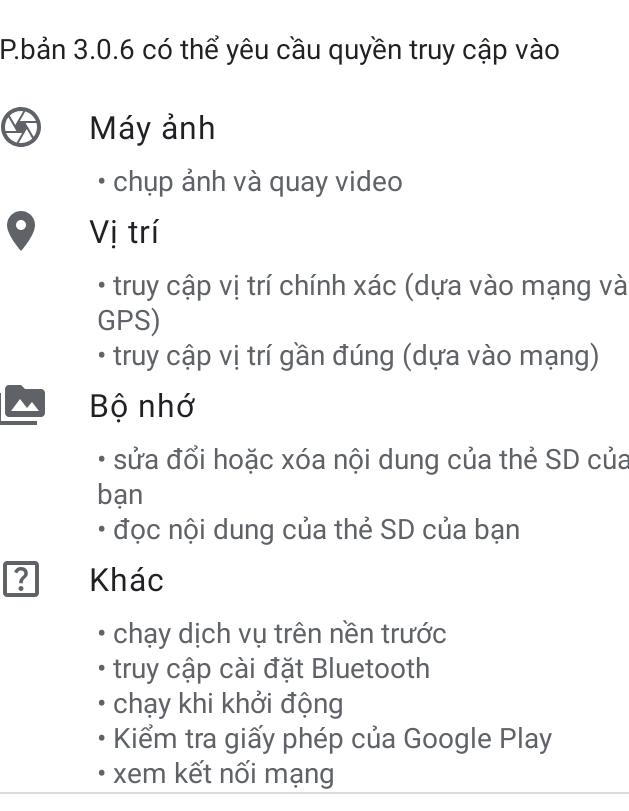 P.bản 3.0.6 có thể yêu cầu quyền truy cập vào
Máy ảnh
• chụp ảnh và quay video
Vị trí
• truy cập vị trí chính xác (dựa vào mạng và
GPS)
• truy cập vị trí gần đúng (dựa vào mạng)
Bộ nhớ
• sửa đổi hoặc xóa nội dung của thẻ SD của
bạn
• đọc nội dung của thẻ SD của bạn
Khác
• chạy dịch vụ trên nền trước
• truy cập cài đặt Bluetooth
• chạy khi khởi động
• Kiểm tra giấy phép của Google Play
• xem kết nối mạng